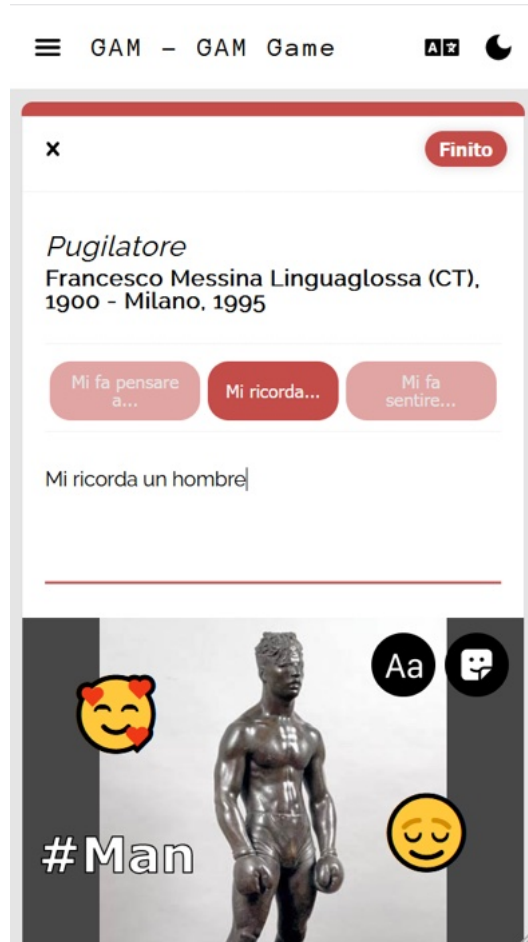 GAM – GAM Game
A
Finito
Pugilatore
Francesco Messina Linguaglossa (CT),
1900 - Milano, 1995
Mi fa pensare
a...
Mi ricorda...
Mi fa
sentire...
Mi ricorda un hombre
Aa
#Man